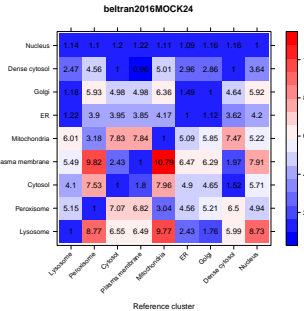 beltran2016MOCK24
Nucleus 1.14 1.1 1.2 1.22 1.11 1.09 1.16 1.16 1
Dense cytosol 2.47 4.56 1 5.01 2.96 2.86 1 3.64
Golgi 1.18 5.93 4.98 4.98 6.36 1.49 1 4.64 5.92
ER 1.22 3.9 3.95 3.85 4.17 1 1.12 3.62 4.2
Mitochondria 6.01 3.18 7.83 7.84 1 5.09 5.85 7.47 5.22
asma membrane 5.49 9.82 2.43 1 10.79 6.47 6.29 1.97 7.91
Cytosol 4.1 7.53 1 1.8 7.96 4.9 4.65 1.52 5.71
Peroxisome 5.15 1 7.07 6.82 3.04 4.56 5.21 6.5 4.94
Lysosome 1 8.77 6.55 6.49 9.77 2.43 1.76 5.99 8.73
Lysosome Peroxisome Cytosol Plasma membrane Mitochondria ER Golgi Dense cytosol Nucleus
Reference cluster